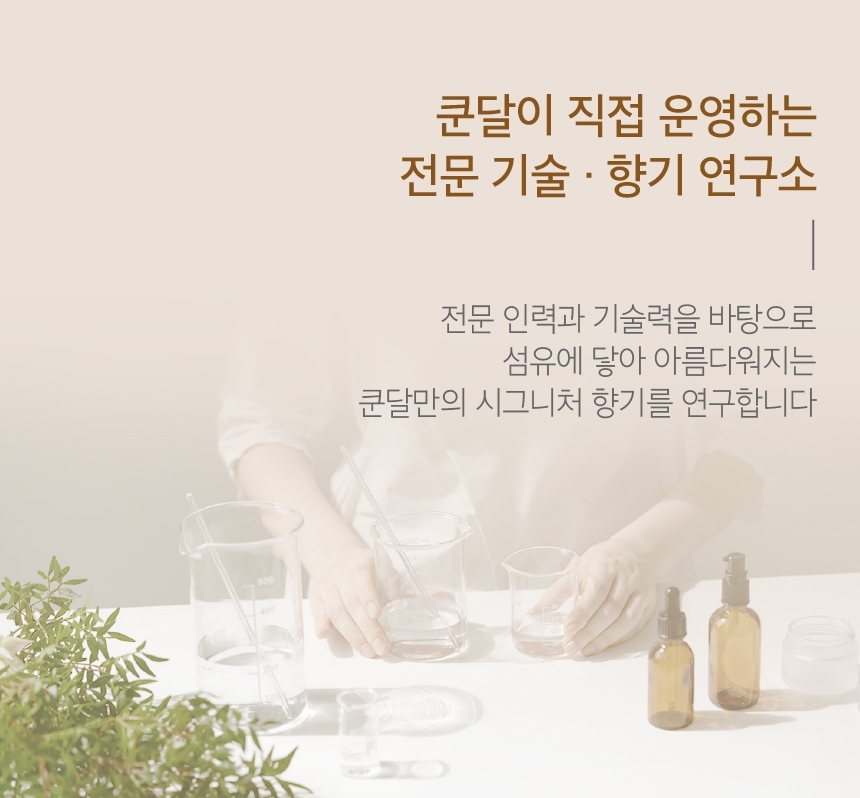 쿤달이 직접 운영하는
전문 기술 · 향기 연구소
전문 인력과 기술력을 바탕으로
섬유에 닿아 아름다워지는
쿤달만의 시그니처 향기를 연구합니다